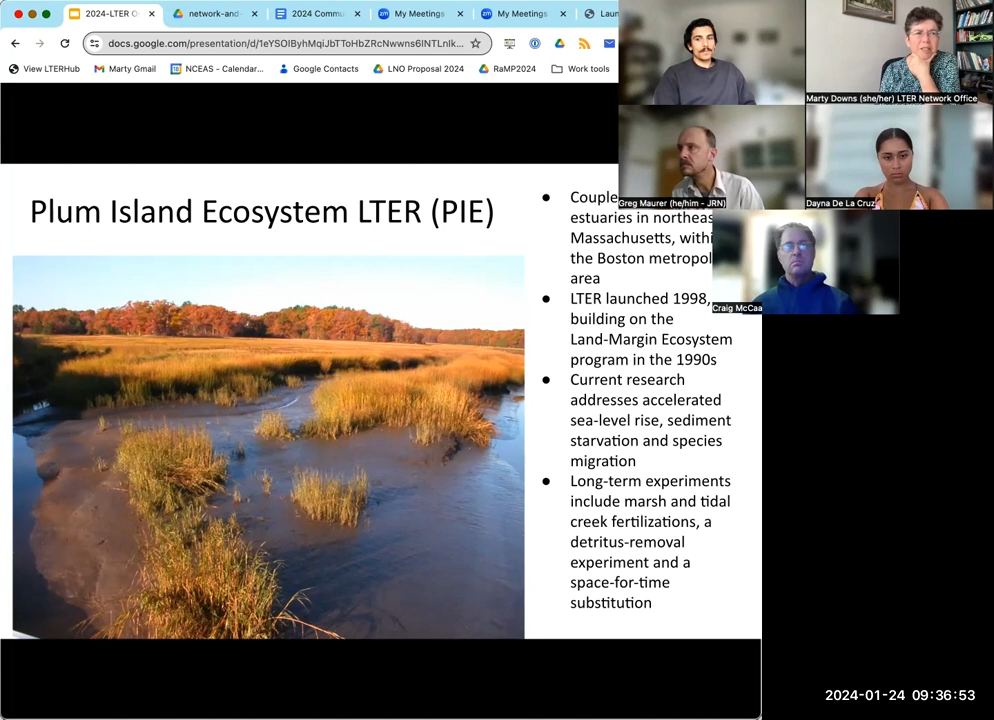 2024-LTER O
network-and-
2024 Commu
My Meetings
My Meetings
Laun
docs.google.com/presentation/d/1eYSOIByhMqiJbTToHbZRcNwwns6INTLnIk...
View LTERHub
Marty Gmail
NCEAS - Calendar...
Google Contacts
LNO Proposal 2024
RaMP2024
Work tools
Marty Downs (she/her) LTER Network Office
Greg Maurer (he/him - JRN)
Dayna De La Cruz
Craig McCaa
Plum Island Ecosystem LTER (PIE)
● Couple
estuaries in northeas
Massachusetts, withi
the Boston metropol
area
● LTER launched 1998,
building on the
Land-Margin Ecosystem
program in the 1990s
● Current research
addresses accelerated
sea-level rise, sediment
starvation and species
migration
● Long-term experiments
include marsh and tidal
creek fertilizations, a
detritus-removal
experiment and a
space-for-time
substitution
2024-01-24 09:36:53